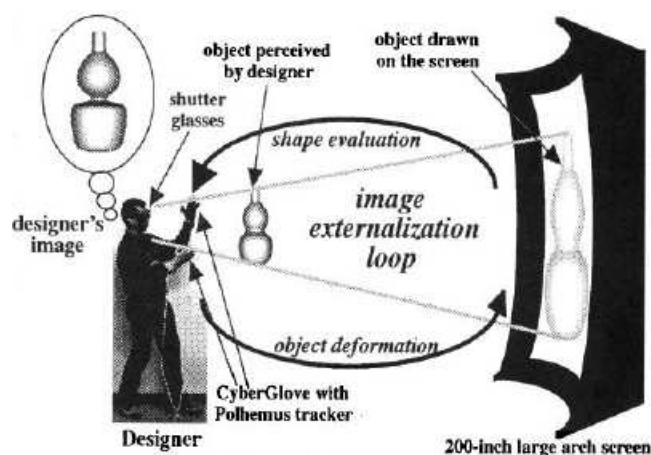 object perceived
by designer
object drawn
on the screen
shutter
glasses
shape evaluation
designer's
image
image
externalization
loop
object deformation
CyberGlove with
Polhemus tracker
Designer
200-inch large arch screen